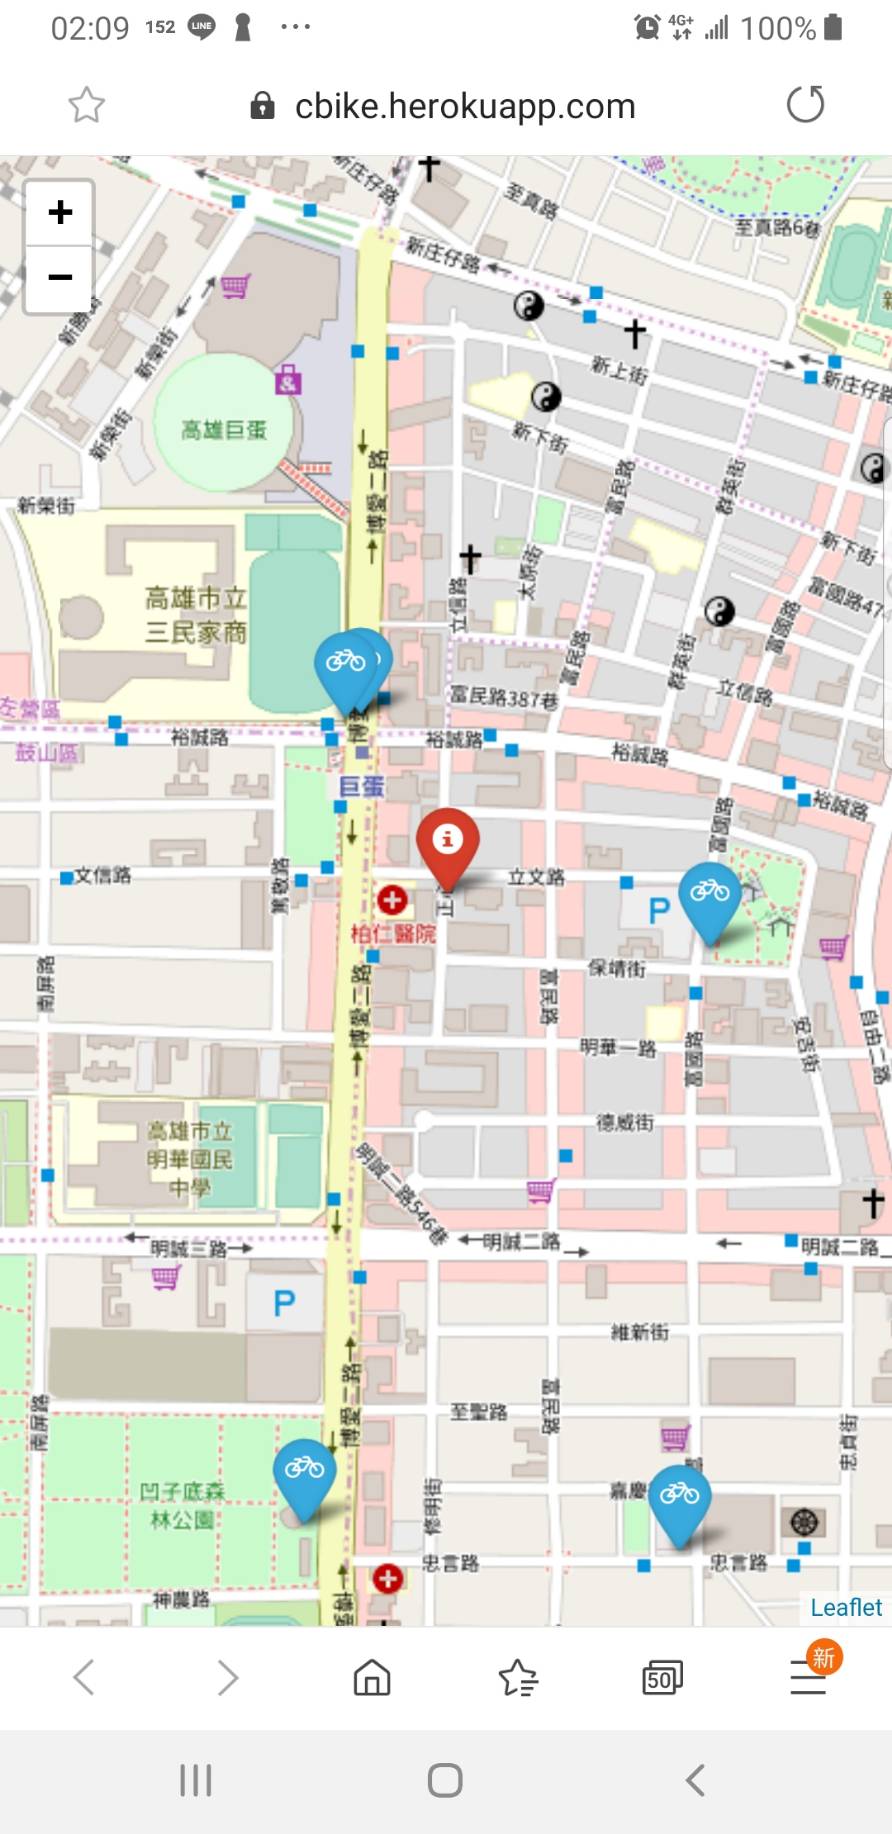 02:09 152 LINE ... 4G+ 100%
cbike.herokuapp.com
+
−
新庄仔路
至真路
至真路6巷
新庄仔路
新勝街
新榮街
新上街
新庄仔路
高雄巨蛋
新榮街
新下街
博愛二路
富民路
群英街
新榮街
新下街
高雄市立
三民家商
立信路
太原街
富國路474
富國路
富民路
群英街
富民路387巷
立信路
左營區
鼓山區
裕誠路
裕誠路
裕誠路
裕誠路
巨蛋
富國路
文信路
篤敬路
立文路
P
柏仁醫院
南屏路
博愛二路
富民路
保靖街
明華一路
富國路
安吉街
自由二路
高雄市立
明華國民
中學
德威街
明誠二路546巷
明誠三路
明誠二路
明誠二路
P
維新街
南屏路
博愛二路
至聖路
富民路
忠貞街
凹子底森
林公園
修明街
嘉慶
忠言路
忠言路
神農路
Leaflet
50
新